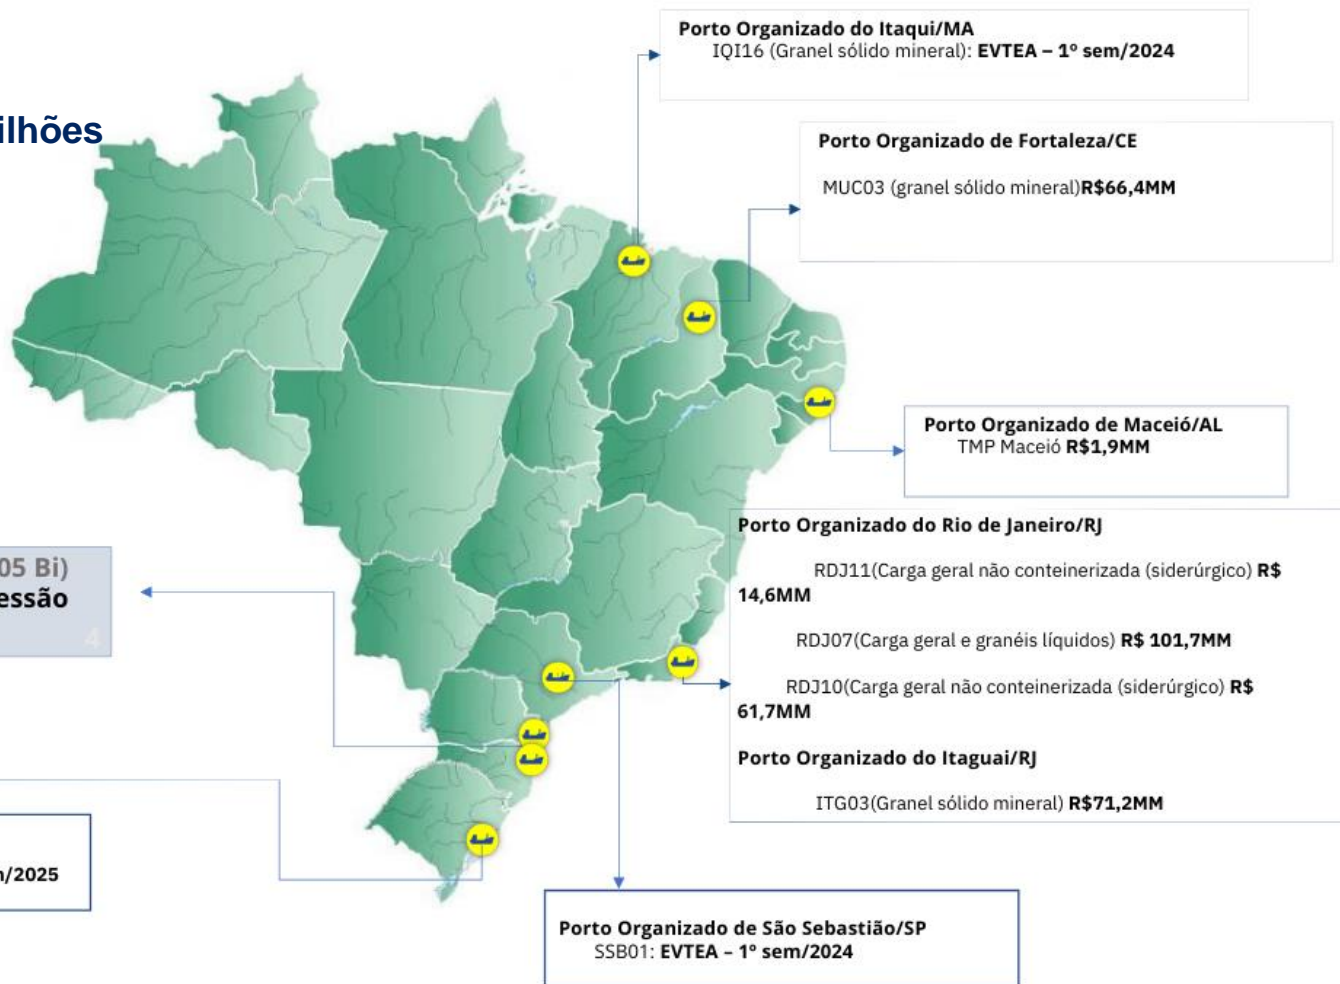 Porto Organizado do Itaqui/MA
IQI16 (Granel sólido mineral): EVTEA – 1º sem/2024
ilhões
Porto Organizado de Fortaleza/CE
MUC03 (granel sólido mineral)R$66,4MM
Porto Organizado de Maceió/AL
TMP Maceió R$1,9MM
Porto Organizado do Rio de Janeiro/RJ
RDJ11(Carga geral não conteinerizada (siderúrgico) R$
14,6MM
RDJ07(Carga geral e granéis líquidos) R$ 101,7MM
RDJ10(Carga geral não conteinerizada (siderúrgico) R$
61,7MM
Porto Organizado do Itaguai/RJ
ITG03(Granel sólido mineral) R$71,2MM
05 Bi)
essão
4
n/2025
Porto Organizado de São Sebastião/SP
SSB01: EVTEA – 1º sem/2024